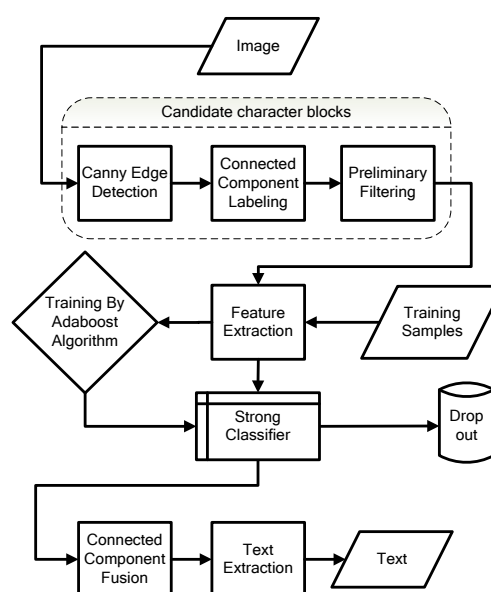 Image
Candidate character blocks
Canny Edge
Detection
Connected
Component
Labeling
Preliminary
Filtering
Training By
Adaboost
Algorithm
Feature
Extraction
Training
Samples
Strong
Classifier
Drop
out
Connected
Component
Fusion
Text
Extraction
Text